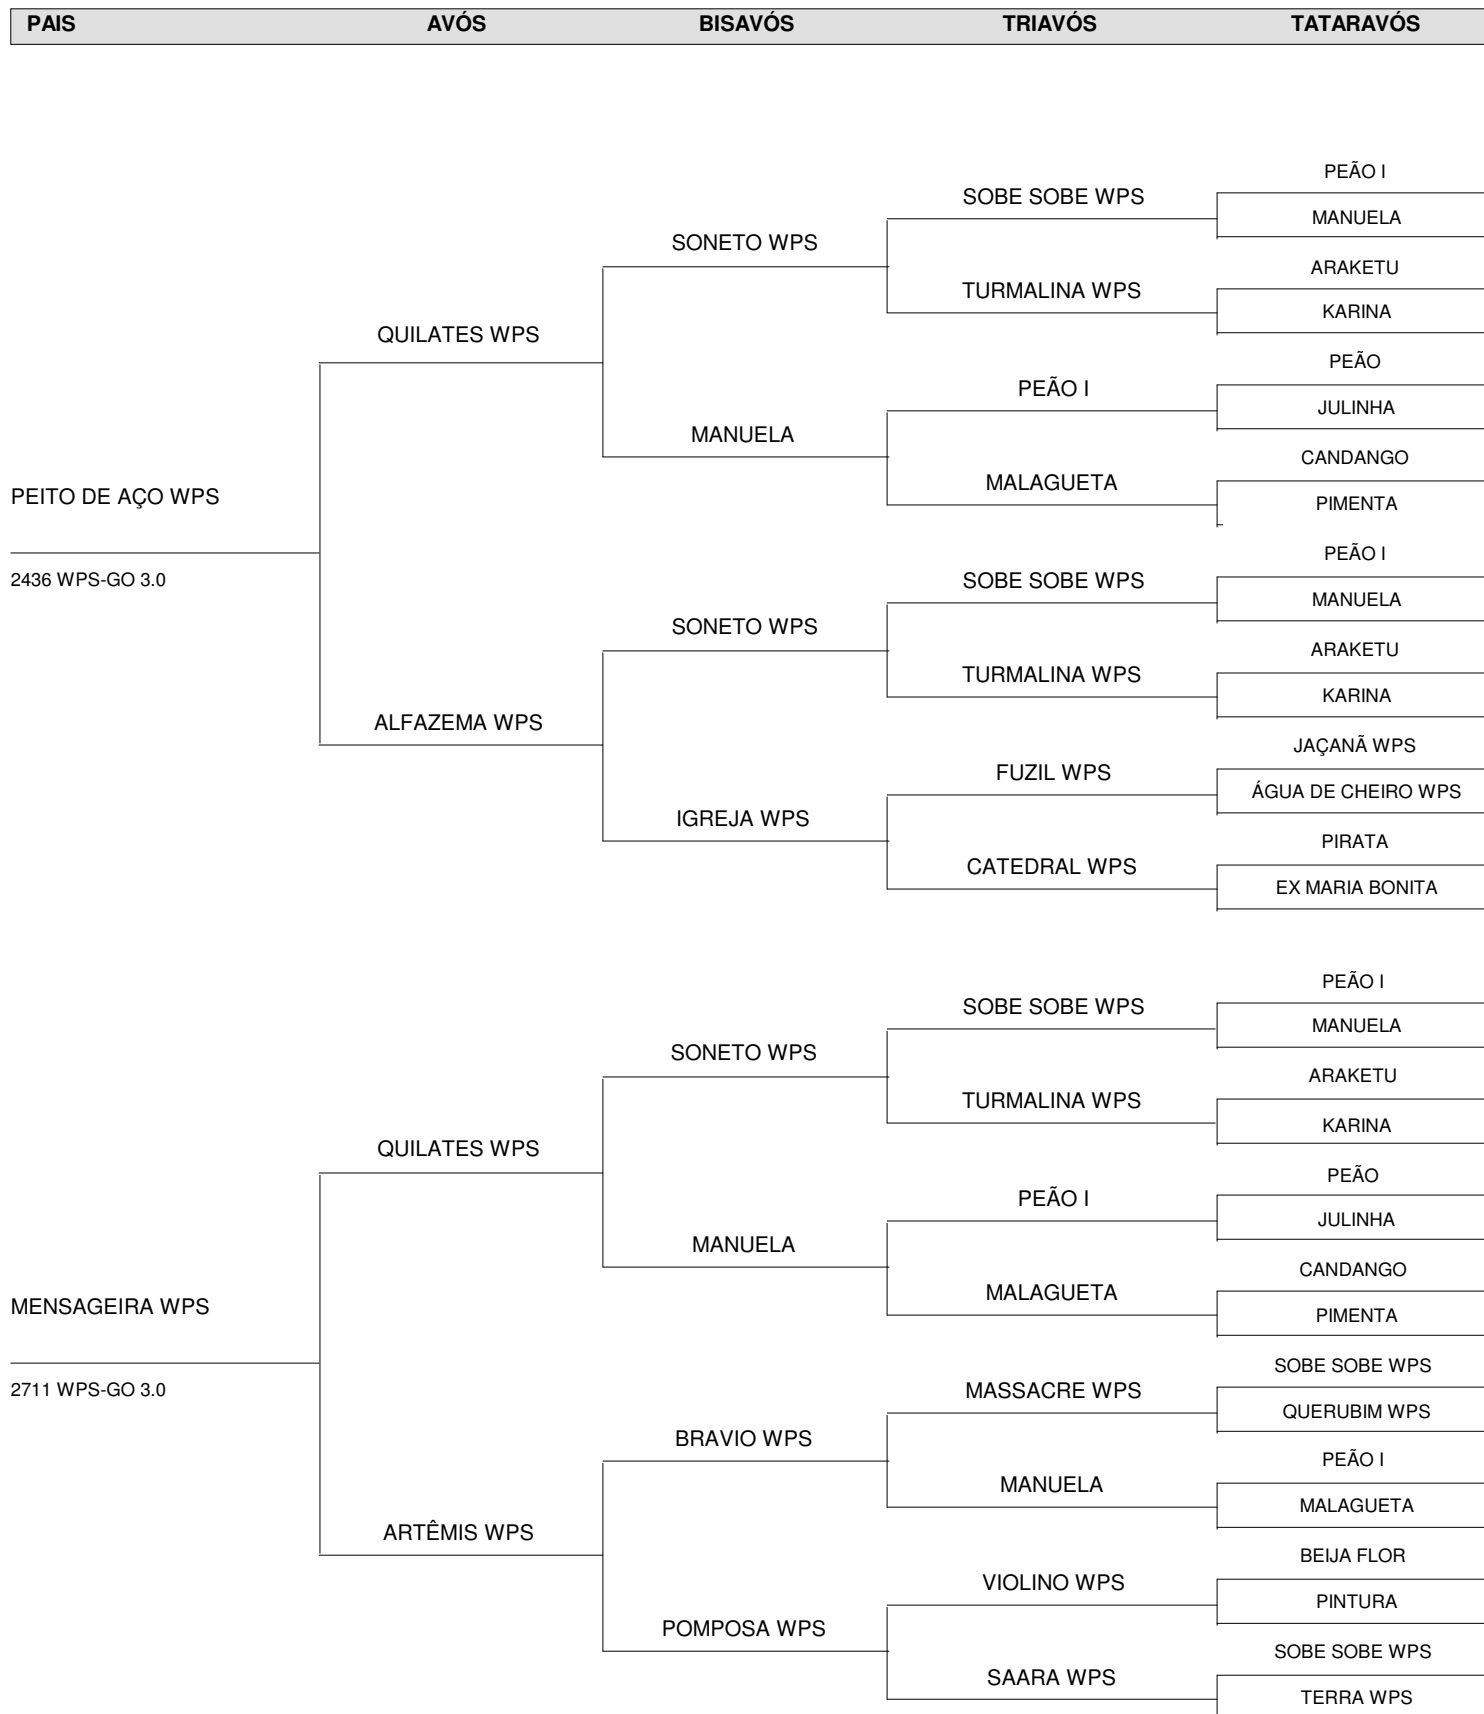 PAIS AVÓS BISAVÓS TRIAVÓS TATARAVÓS
PEÃO I
SOBE SOBE WPS
MANUELA
SONETO WPS
ARAKETU
TURMALINA WPS
KARINA
QUILATES WPS
PEÃO
PEÃO I
JULINHA
MANUELA
CANDANGO
MALAGUETA
PEITO DE AÇO WPS
PIMENTA
PEÃO I
2436 WPS-GO 3.0
SOBE SOBE WPS
MANUELA
SONETO WPS
ARAKETU
TURMALINA WPS
KARINA
ALFAZEMA WPS
JAÇANÃ WPS
FUZIL WPS
ÁGUA DE CHEIRO WPS
IGREJA WPS
PIRATA
CATEDRAL WPS
EX MARIA BONITA
PEÃO I
SOBE SOBE WPS
MANUELA
SONETO WPS
ARAKETU
TURMALINA WPS
KARINA
QUILATES WPS
PEÃO
PEÃO I
JULINHA
MANUELA
CANDANGO
MALAGUETA
MENSAGEIRA WPS
PIMENTA
SOBE SOBE WPS
2711 WPS-GO 3.0
MASSACRE WPS
QUERUBIM WPS
BRAVIO WPS
PEÃO I
MANUELA
MALAGUETA
ARTÊMIS WPS
BEIJA FLOR
VIOLINO WPS
PINTURA
POMPOSA WPS
SOBE SOBE WPS
SAARA WPS
TERRA WPS